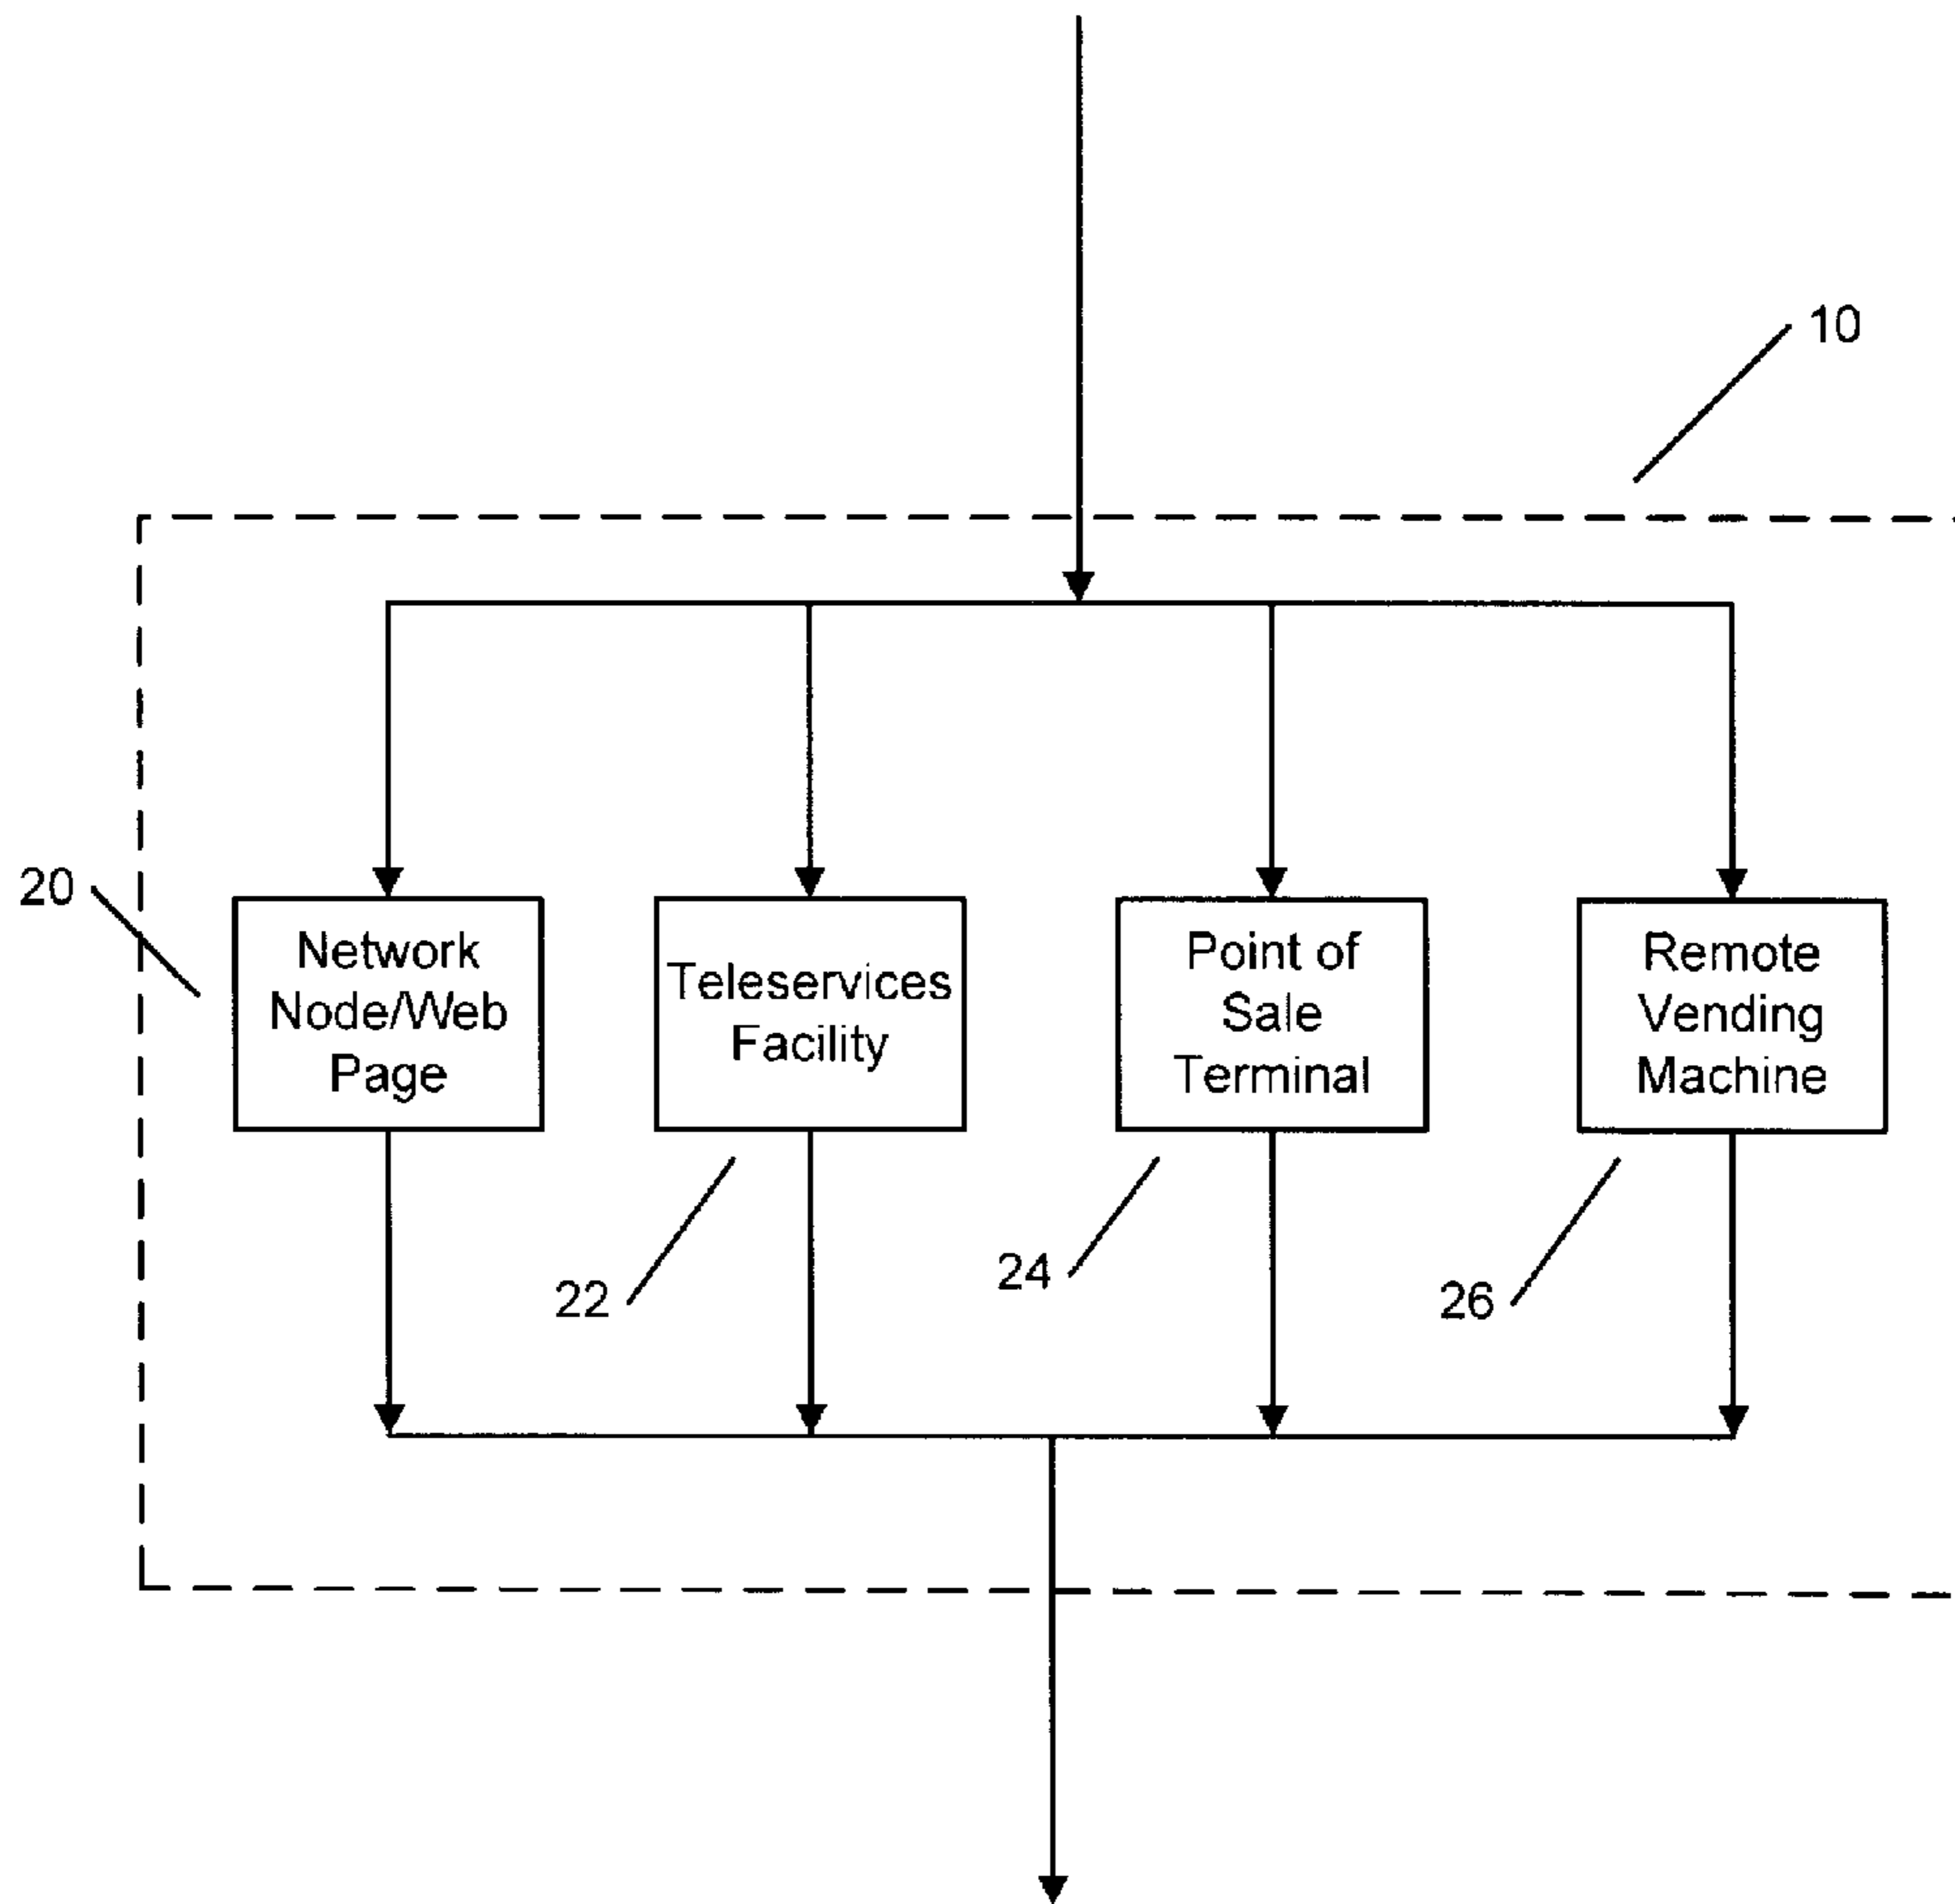 10
20
Network
Node/Web
Page
Teleservices
Facility
Point of
Sale
Terminal
Remote
Vending
Machine
22
24
26